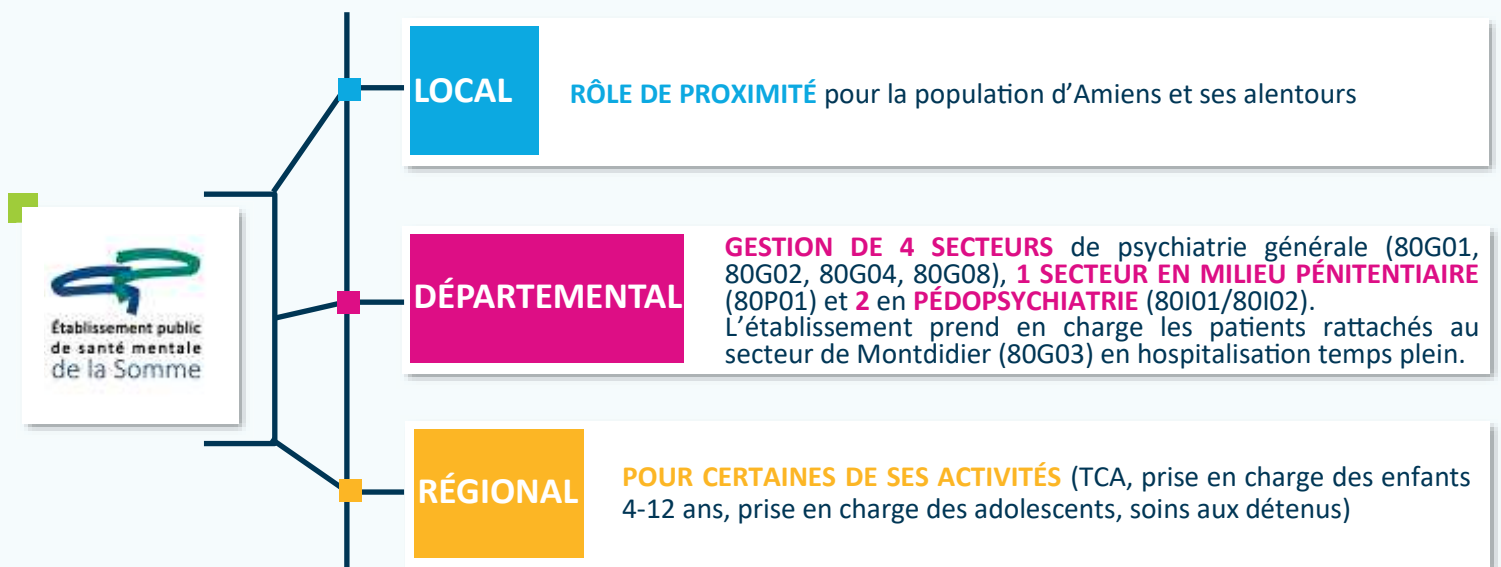 Établissement public
de santé mentale
de la Somme
LOCAL
RÔLE DE PROXIMITÉ pour la population d'Amiens et ses alentours
DÉPARTEMENTAL
GESTION DE 4 SECTEURS de psychiatrie générale (80G01,
80G02, 80G04, 80G08), 1 SECTEUR EN MILIEU PÉNITENTIAIRE
(80P01) et 2 en PÉDOPSYCHIATRIE (80I01/80I02).
L'établissement prend en charge les patients rattachés au
secteur de Montdidier (80G03) en hospitalisation temps plein.
RÉGIONAL
POUR CERTAINES DE SES ACTIVITÉS (TCA, prise en charge des enfants
4-12 ans, prise en charge des adolescents, soins aux détenus)